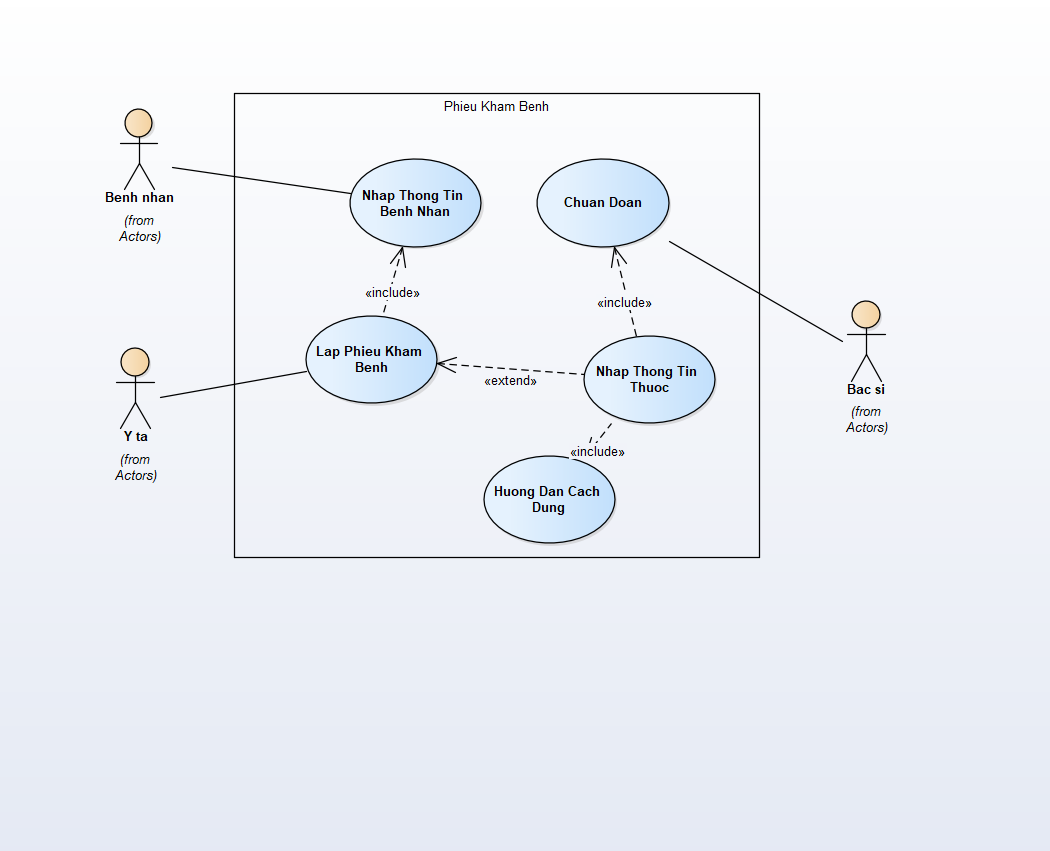 Phieu Kham Benh
Benh nhan
(from
Actors)
Nhap Thong Tin
Benh Nhan
Chuan Doan
«include»
«include»
Lap Phieu Kham
Benh
«extend»
Nhap Thong Tin
Thuoc
Y ta
(from
Actors)
Bac si
(from
Actors)
«include»
Huong Dan Cach
Dung